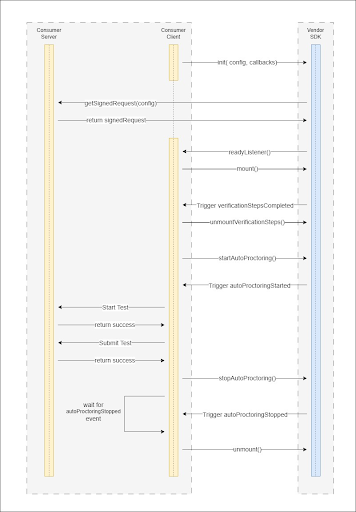 Consumer
Server
Consumer
Client
Vendor
SDK
init( config, callbacks)
getSignedRequest(config)
return signedRequest
readyListener()
mount()
Trigger verificationStepsCompleted
unmountVerificationSteps()
startAutoProctoring()
Trigger autoProctoringStarted
Start Test
return success
Submit Test
return success
stopAutoProctoring()
wait for
autoProctoringStopped
event
Trigger autoProctoringStopped
unmount()